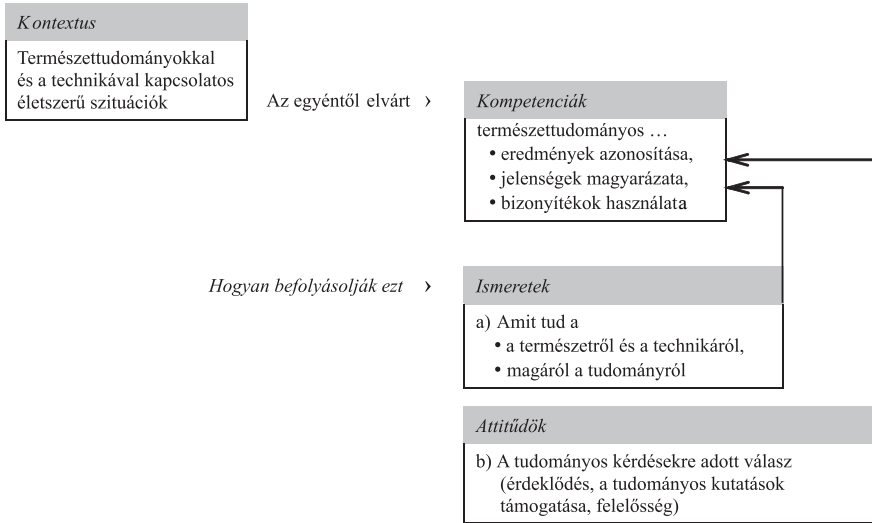 Kontextus
Természettudományokkal
és a technikával kapcsolatos
életszerű szituációk
Az egyéntől elvárt ›
Kompetenciák
természettudományos …
• eredmények azonosítása,
• jelenségek magyarázata,
• bizonyítékok használata
Hogyan befolyásolják ezt ›
Ismeretek
a) Amit tud a
• a természetről és a technikáról,
• magáról a tudományról
Attitűdök
b) A tudományos kérdésekre adott válasz
(érdeklődés, a tudományos kutatások
támogatása, felelősség)